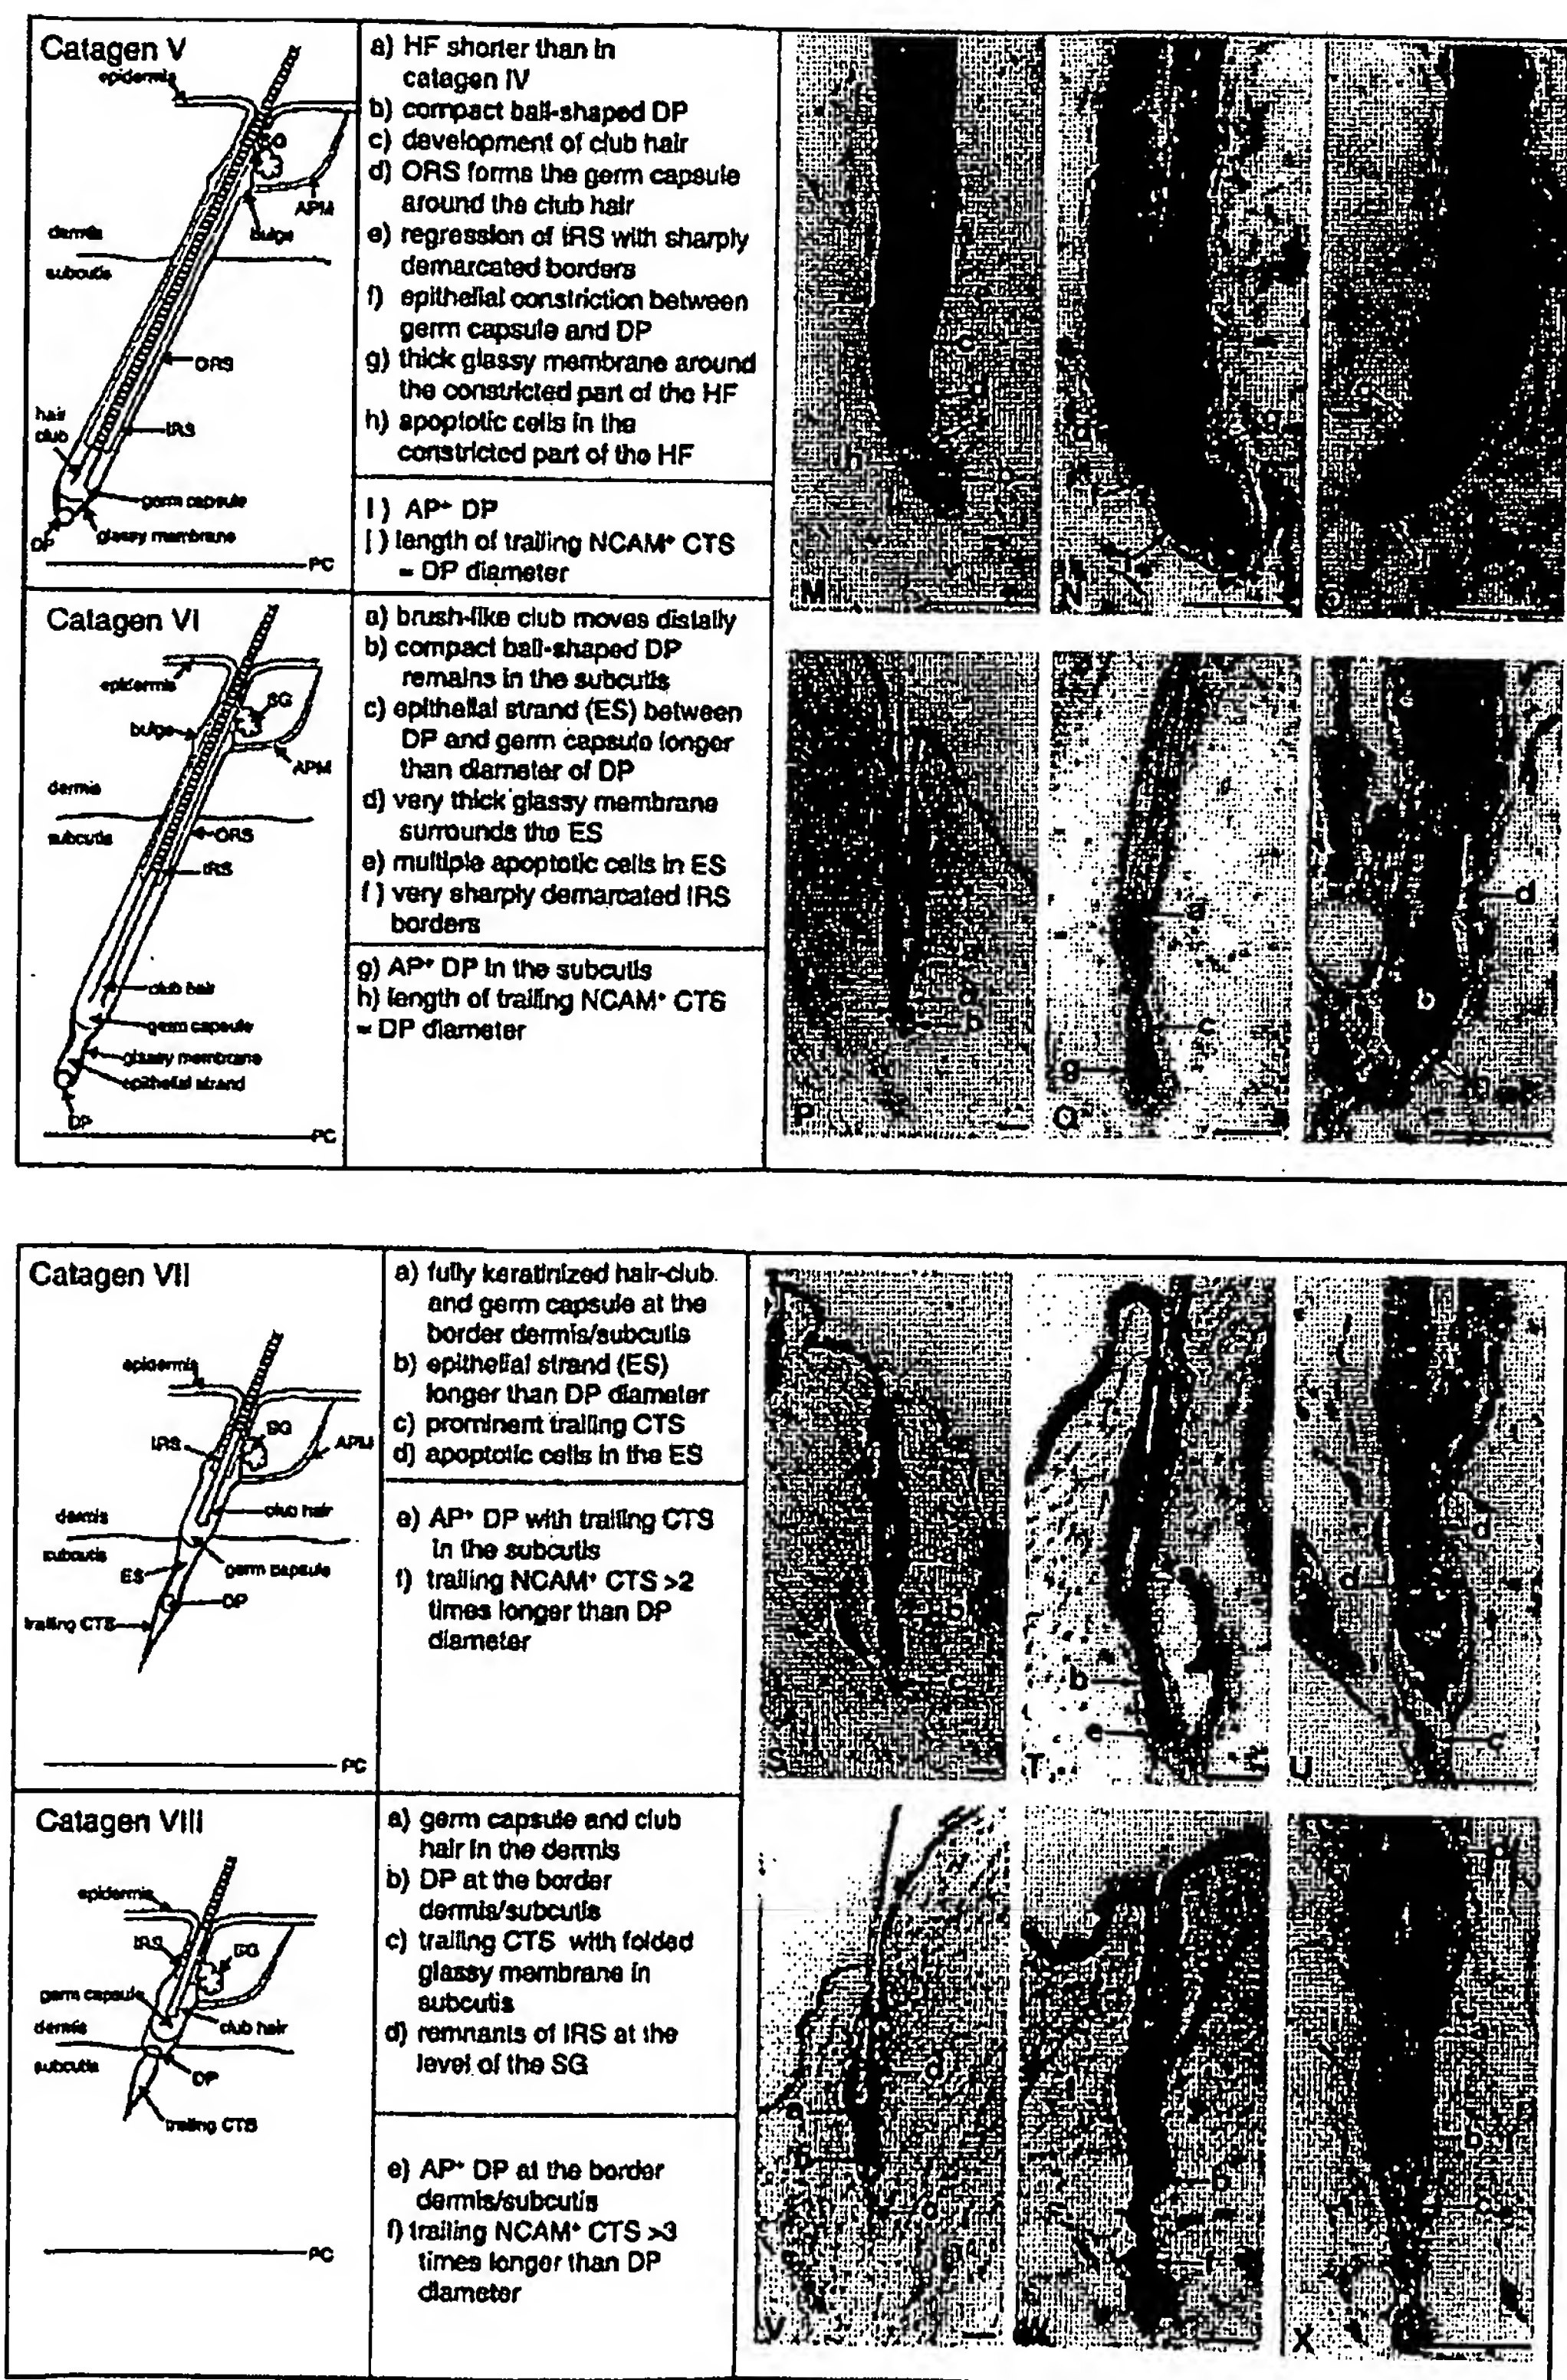 Catagen V
epidermis
APM
bulge
dermis
subcutis
ORS
hair
club
IRS
germ capsule
DP
glassy membrane
PC
a) HF shorter than in
catagen IV
b) compact ball-shaped DP
c) development of club hair
d) ORS forms the germ capsule
around the club hair
e) regression of IRS with sharply
demarcated borders
f) epithelial constriction between
germ capsule and DP
g) thick glassy membrane around
the constricted part of the HF
h) apoptotic cells in the
constricted part of the HF
i) AP+ DP
j) length of trailing NCAM+ CTS
= DP diameter
M
N
Catagen VI
epidermis
SG
bulge
APM
dermis
subcutis
ORS
IRS
club hair
germ capsule
glassy membrane
epithelial strand
DP
PC
a) brush-like club moves distally
b) compact ball-shaped DP
remains in the subcutis
c) epithelial strand (ES) between
DP and germ capsule longer
than diameter of DP
d) very thick glassy membrane
surrounds the ES
e) multiple apoptotic cells in ES
f) very sharply demarcated IRS
borders
g) AP+ DP in the subcutis
h) length of trailing NCAM+ CTS
= DP diameter
P
a
b
Q
a
c
g
d
b
Catagen VII
epidermis
SG
IRS
APM
club hair
dermis
subcutis
ES
germ capsule
DP
trailing CTS
PC
a) fully keratinized hair-club
and germ capsule at the
border dermis/subcutis
b) epithelial strand (ES)
longer than DP diameter
c) prominent trailing CTS
d) apoptotic cells in the ES
e) AP+ DP with trailing CTS
in the subcutis
f) trailing NCAM+ CTS >2
times longer than DP
diameter
S
a
b
c
T
b
e
U
d
d
c
Catagen VIII
epidermis
IRS
SG
germ capsule
club hair
dermis
subcutis
DP
trailing CTS
PC
a) germ capsule and club
hair in the dermis
b) DP at the border
dermis/subcutis
c) trailing CTS with folded
glassy membrane in
subcutis
d) remnants of IRS at the
level of the SG
e) AP+ DP at the border
dermis/subcutis
f) trailing NCAM+ CTS >3
times longer than DP
diameter
V
d
a
b
b
X
b
c